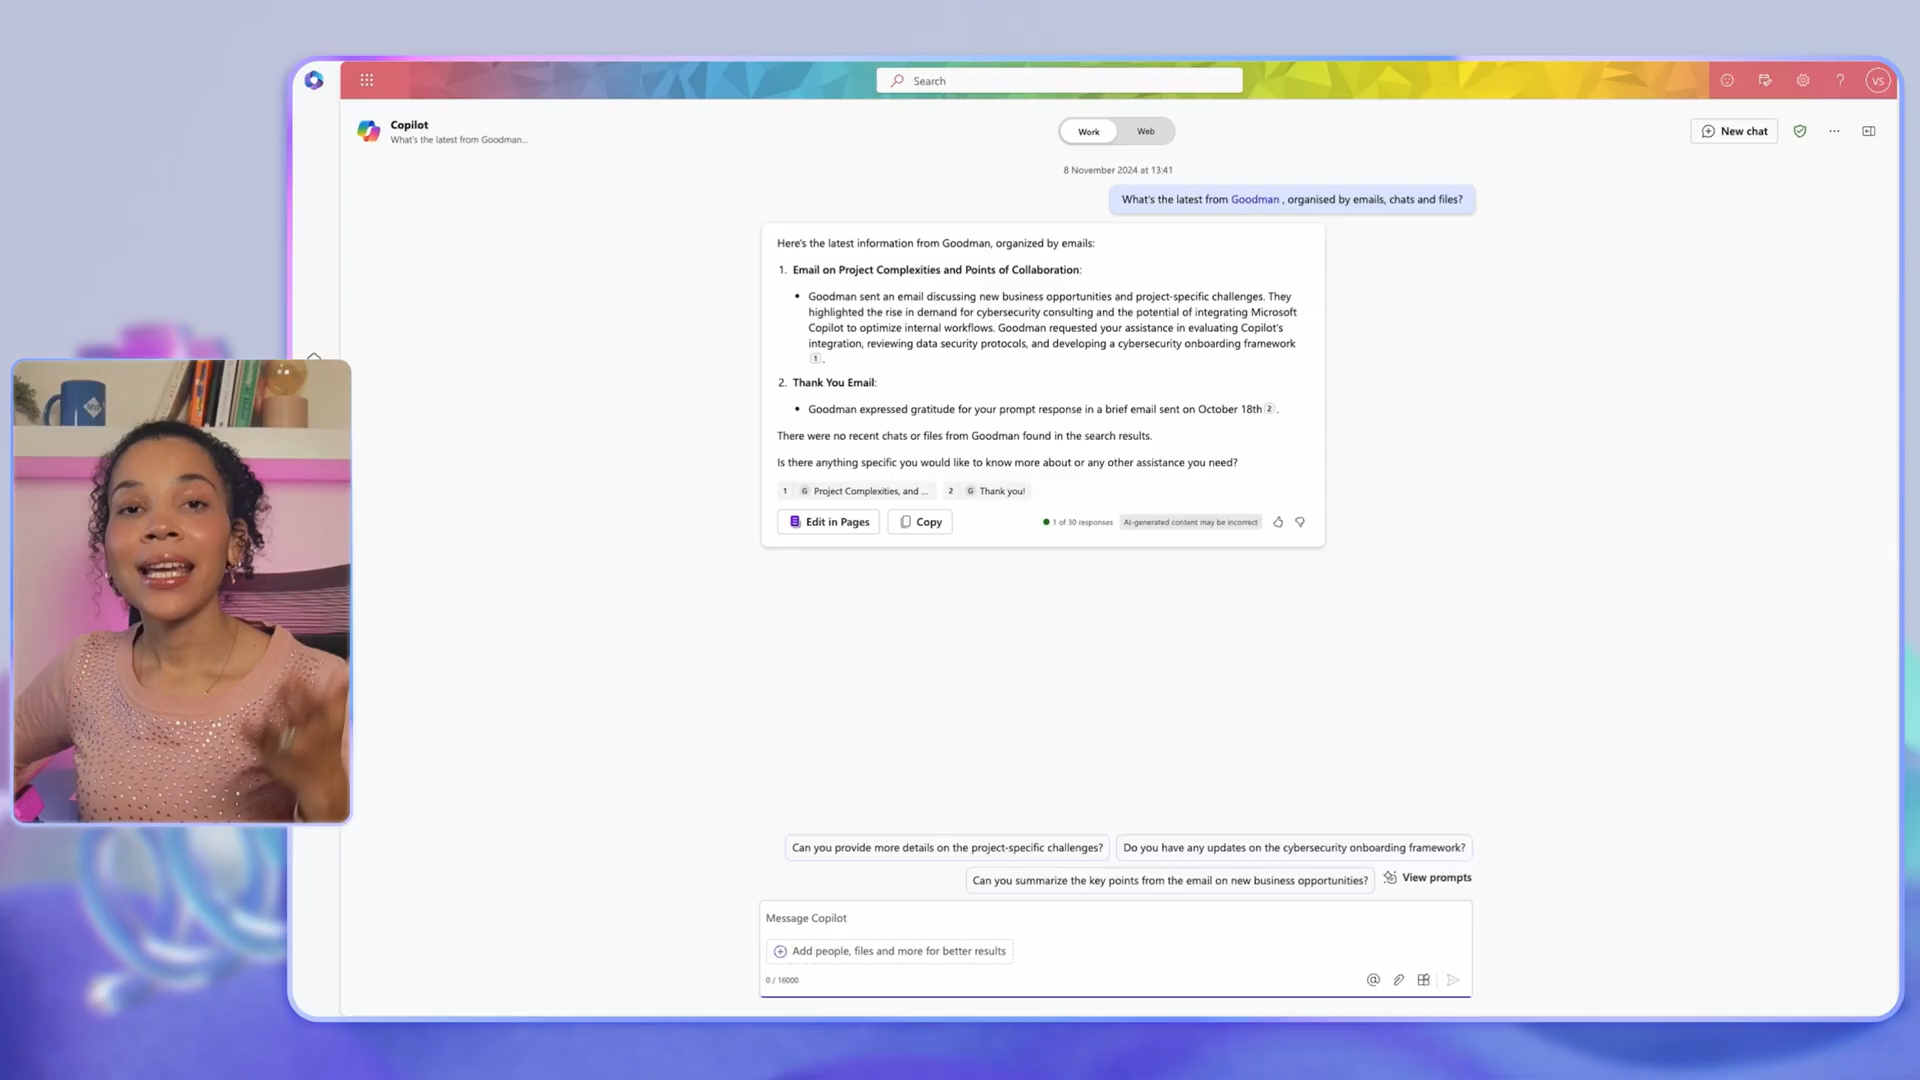 Search
VS
Copilot
What's the latest from Goodman...
Work
Web
New chat
8 November 2024 at 13:41
What's the latest from Goodman , organised by emails, chats and files?
Here's the latest information from Goodman, organized by emails:
1. Email on Project Complexities and Points of Collaboration:
• Goodman sent an email discussing new business opportunities and project-specific challenges. They
highlighted the rise in demand for cybersecurity consulting and the potential of integrating Microsoft
Copilot to optimize internal workflows. Goodman requested your assistance in evaluating Copilot's
integration, reviewing data security protocols, and developing a cybersecurity onboarding framework
1 .
2. Thank You Email:
• Goodman expressed gratitude for your prompt response in a brief email sent on October 18th 2 .
There were no recent chats or files from Goodman found in the search results.
Is there anything specific you would like to know more about or any other assistance you need?
1 G Project Complexities, and ... 2 G Thank you!
Edit in Pages
Copy
1 of 30 responses
AI-generated content may be incorrect
MW
Can you provide more details on the project-specific challenges?
Do you have any updates on the cybersecurity onboarding framework?
Can you summarize the key points from the email on new business opportunities?
View prompts
Message Copilot
Add people, files and more for better results
0 / 16000